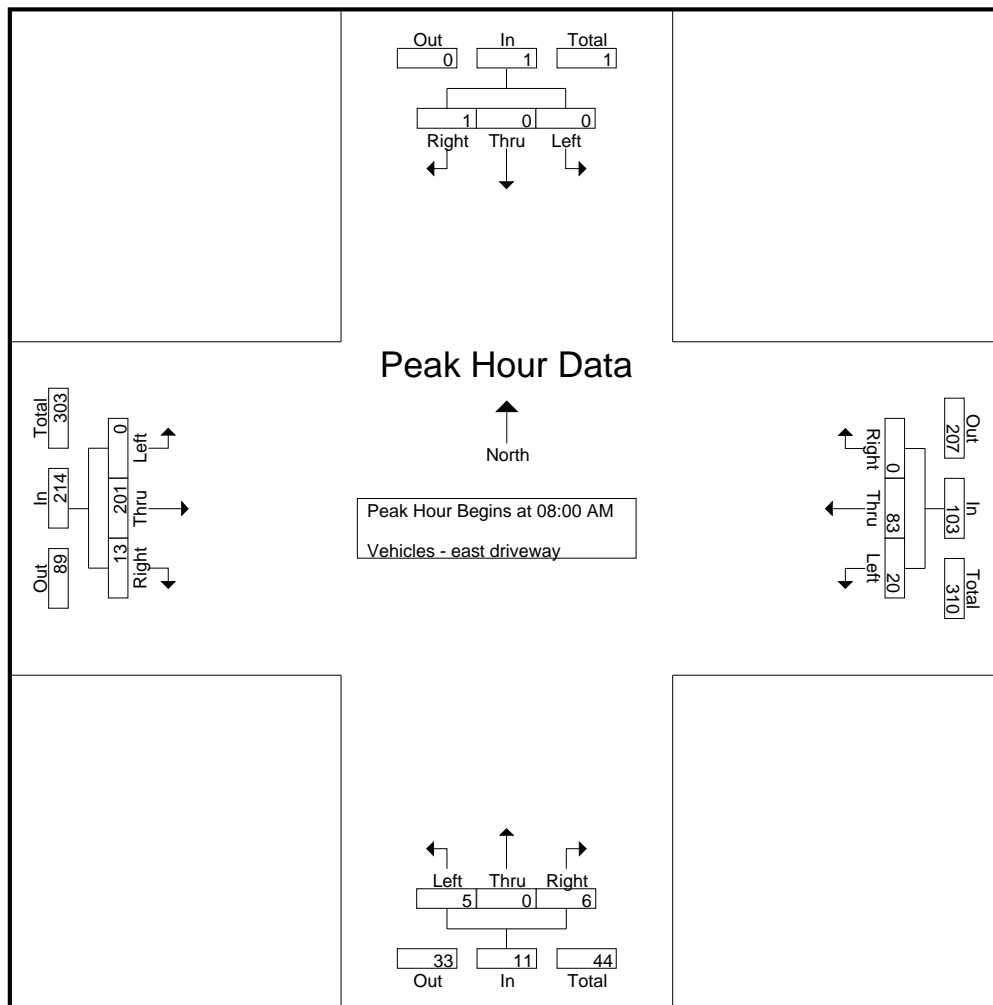 Out In Total
0 1 1
1 0 0
Right Thru Left
Peak Hour Data
North
Peak Hour Begins at 08:00 AM
Vehicles - east driveway
Total In Out
303 214 89
0 201 13
Left Thru Right
Right Thru Left
0 83 20
Out In Total
207 103 310
Left Thru Right
5 0 6
33 11 44
Out In Total